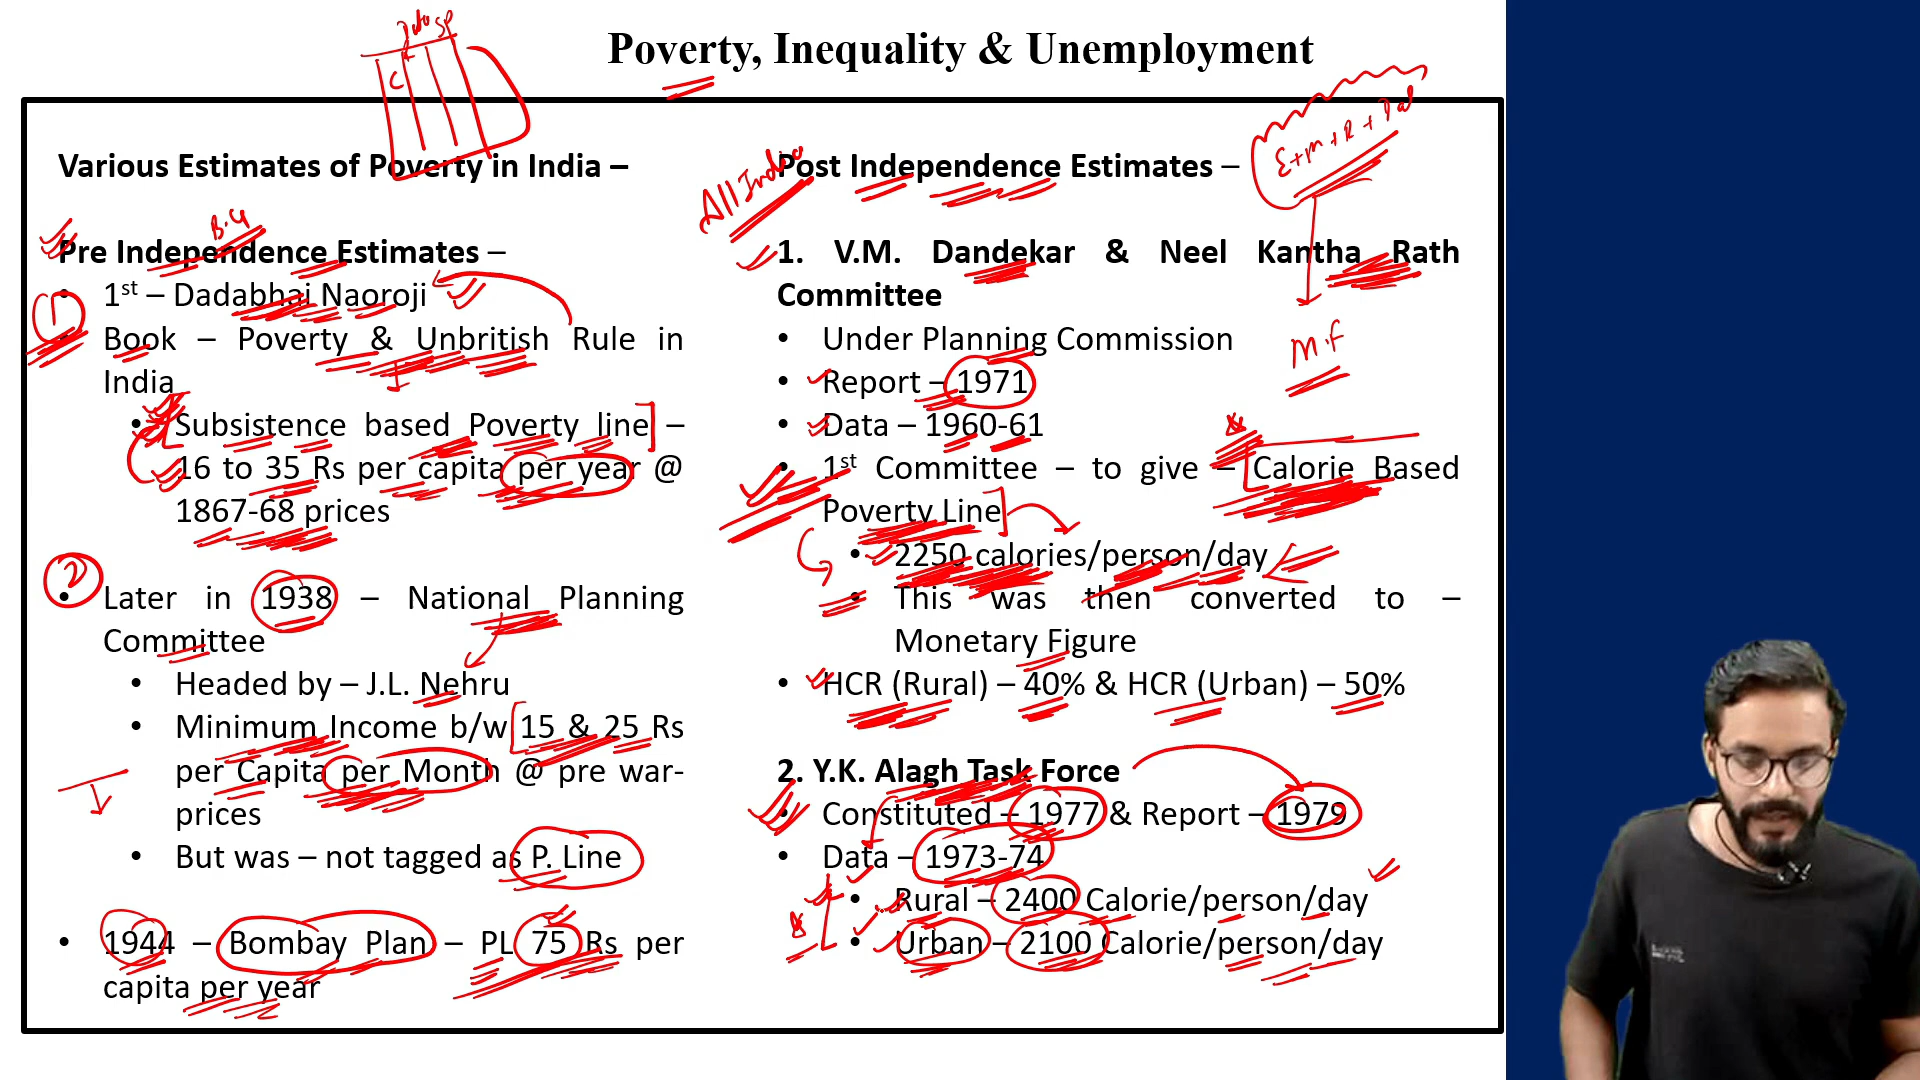 Poverty, Inequality & Unemployment
Various Estimates of Poverty in India –
Pre Independence Estimates –
B.G
• 1st – Dadabhai Naoroji
1
• Book – Poverty & Unbritish Rule in
India
• Subsistence based Poverty line –
16 to 35 Rs per capita per year @
1867-68 prices
2
• Later in 1938 – National Planning
Committee
• Headed by – J.L. Nehru
• Minimum Income b/w 15 & 25 Rs
per Capita per Month @ pre war-
prices
• But was – not tagged as P. Line
• 1944 – Bombay Plan – PL 75 Rs per
capita per year
All India
Post Independence Estimates –
1. V.M. Dandekar & Neel Kantha Rath
Committee
• Under Planning Commission
M.F
• Report – 1971
• Data – 1960-61
• 1st Committee – to give – Calorie Based
Poverty Line
• 2250 calories/person/day
• This was then converted to –
Monetary Figure
• HCR (Rural) – 40% & HCR (Urban) – 50%
2. Y.K. Alagh Task Force
• Constituted – 1977 & Report – 1979
• Data – 1973-74
• Rural – 2400 Calorie/person/day
• Urban – 2100 Calorie/person/day